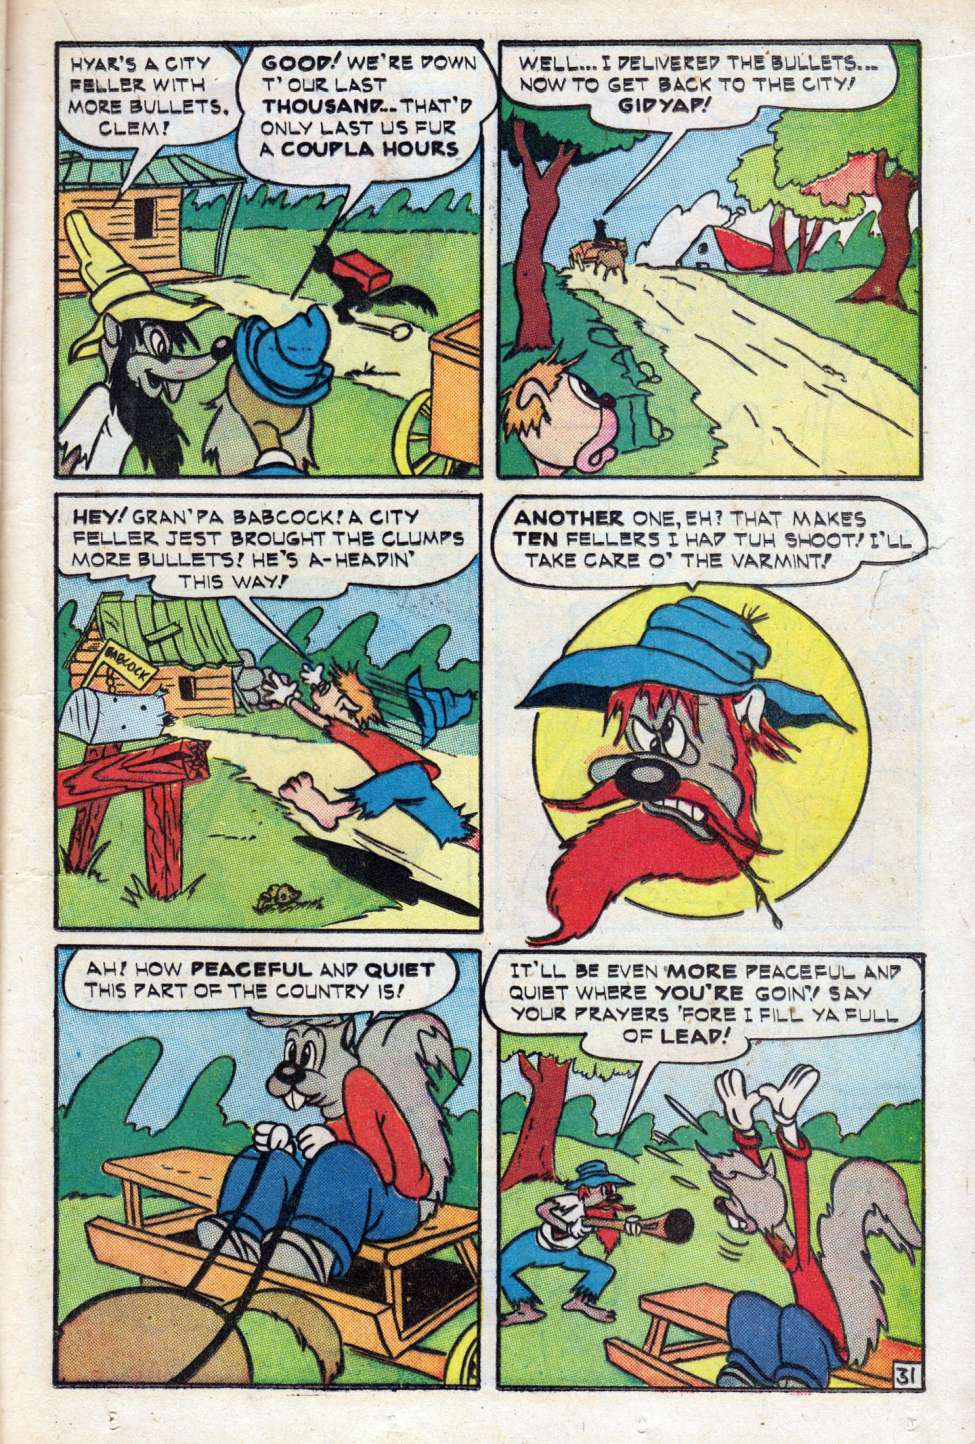 HYAR'S A CITY
FELLER WITH
MORE BULLETS,
CLEM!
GOOD! WE'RE DOWN
T' OUR LAST
THOUSAND... THAT'D
ONLY LAST US FUR
A COUPLA HOURS
WELL... I DELIVERED THE BULLETS...
NOW TO GET BACK TO THE CITY!
GIDYAP!
HEY! GRAN'PA BABCOCK! A CITY
FELLER JEST BROUGHT THE CLUMPS
MORE BULLETS! HE'S A-HEADIN'
THIS WAY!
BABCOCK
ANOTHER ONE, EH? THAT MAKES
TEN FELLERS I HAD TUH SHOOT! I'LL
TAKE CARE O' THE VARMINT!
AH! HOW PEACEFUL AND QUIET
THIS PART OF THE COUNTRY IS!
IT'LL BE EVEN MORE PEACEFUL AND
QUIET WHERE YOU'RE GOIN'! SAY
YOUR PRAYERS 'FORE I FILL YA FULL
OF LEAD!
31